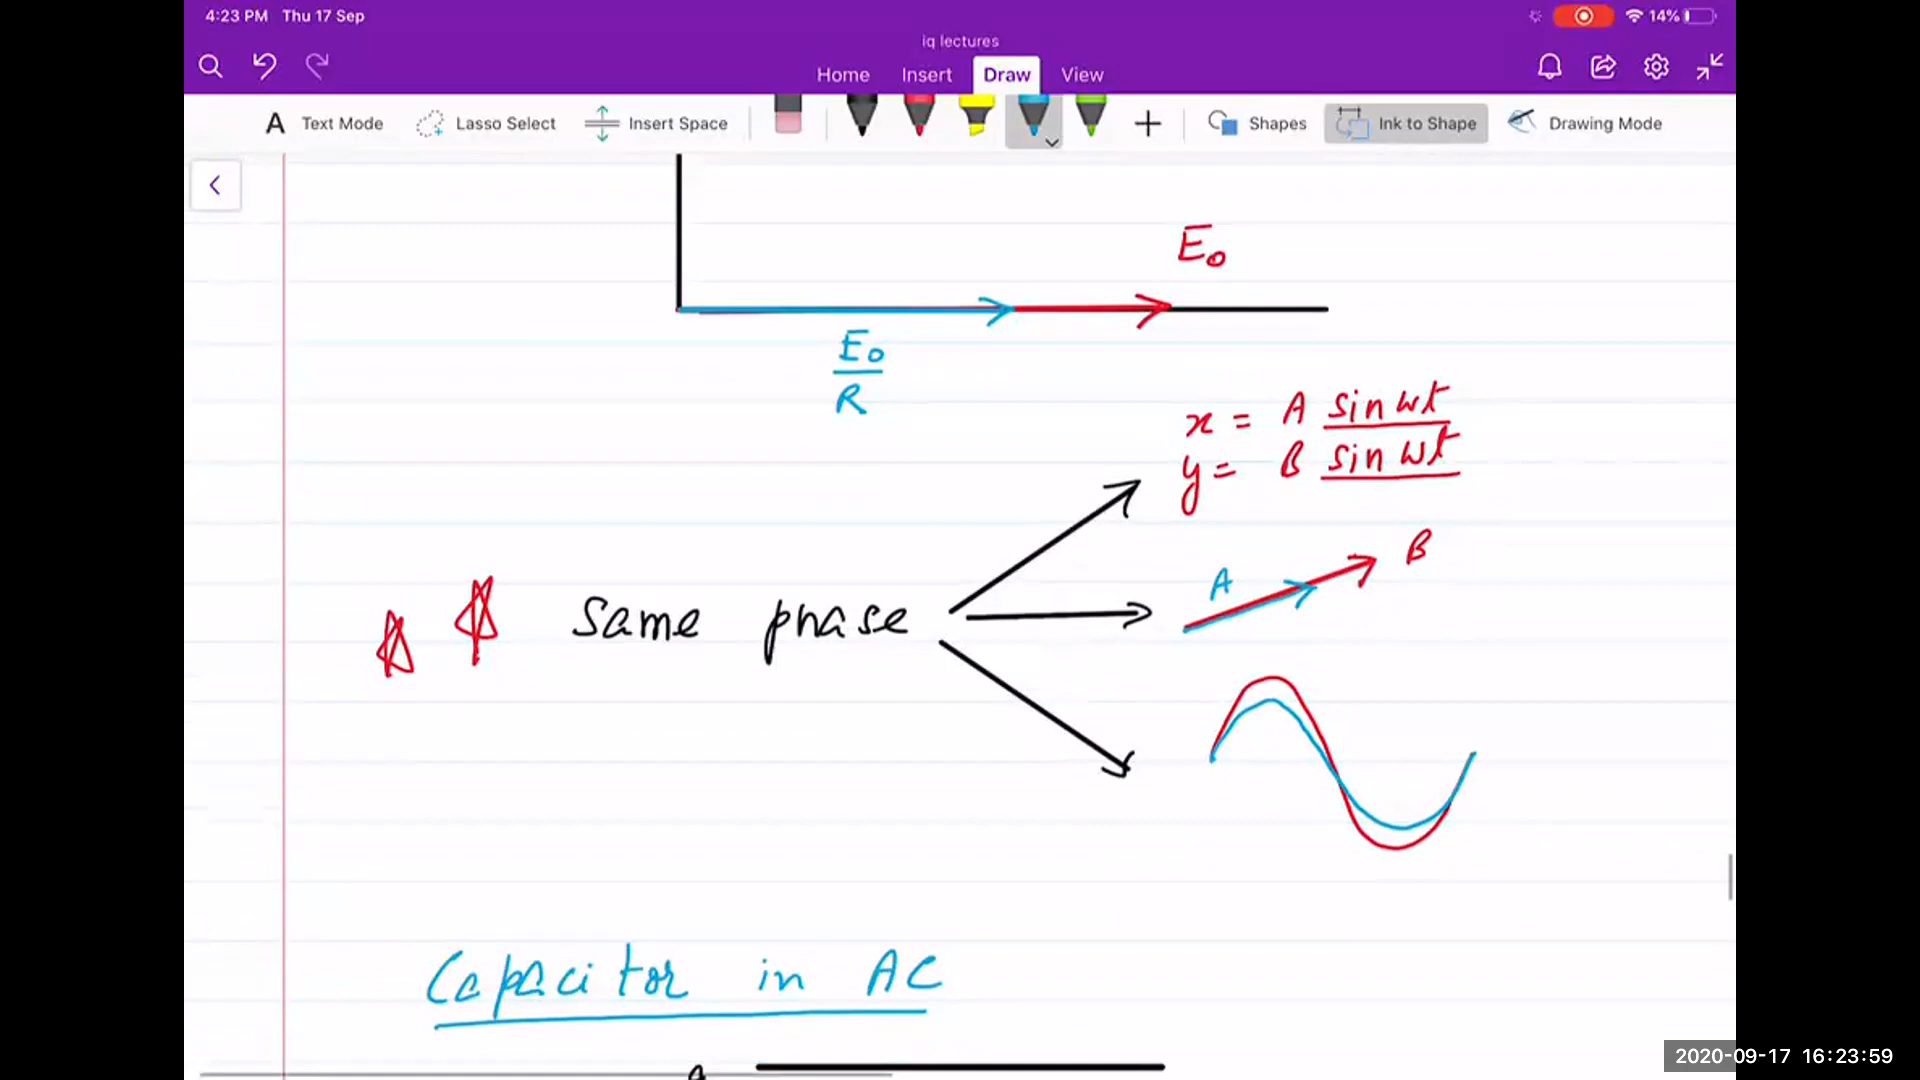 4:23 PM Thu 17 Sep
14%
iq lectures
Home Insert Draw View
A Text Mode Lasso Select Insert Space Shapes Ink to Shape Drawing Mode
E₀
E₀
R
x = A sin wt
y = B sin wt
A
B
Same phase
Capacitor in AC
2020-09-17 16:23:59